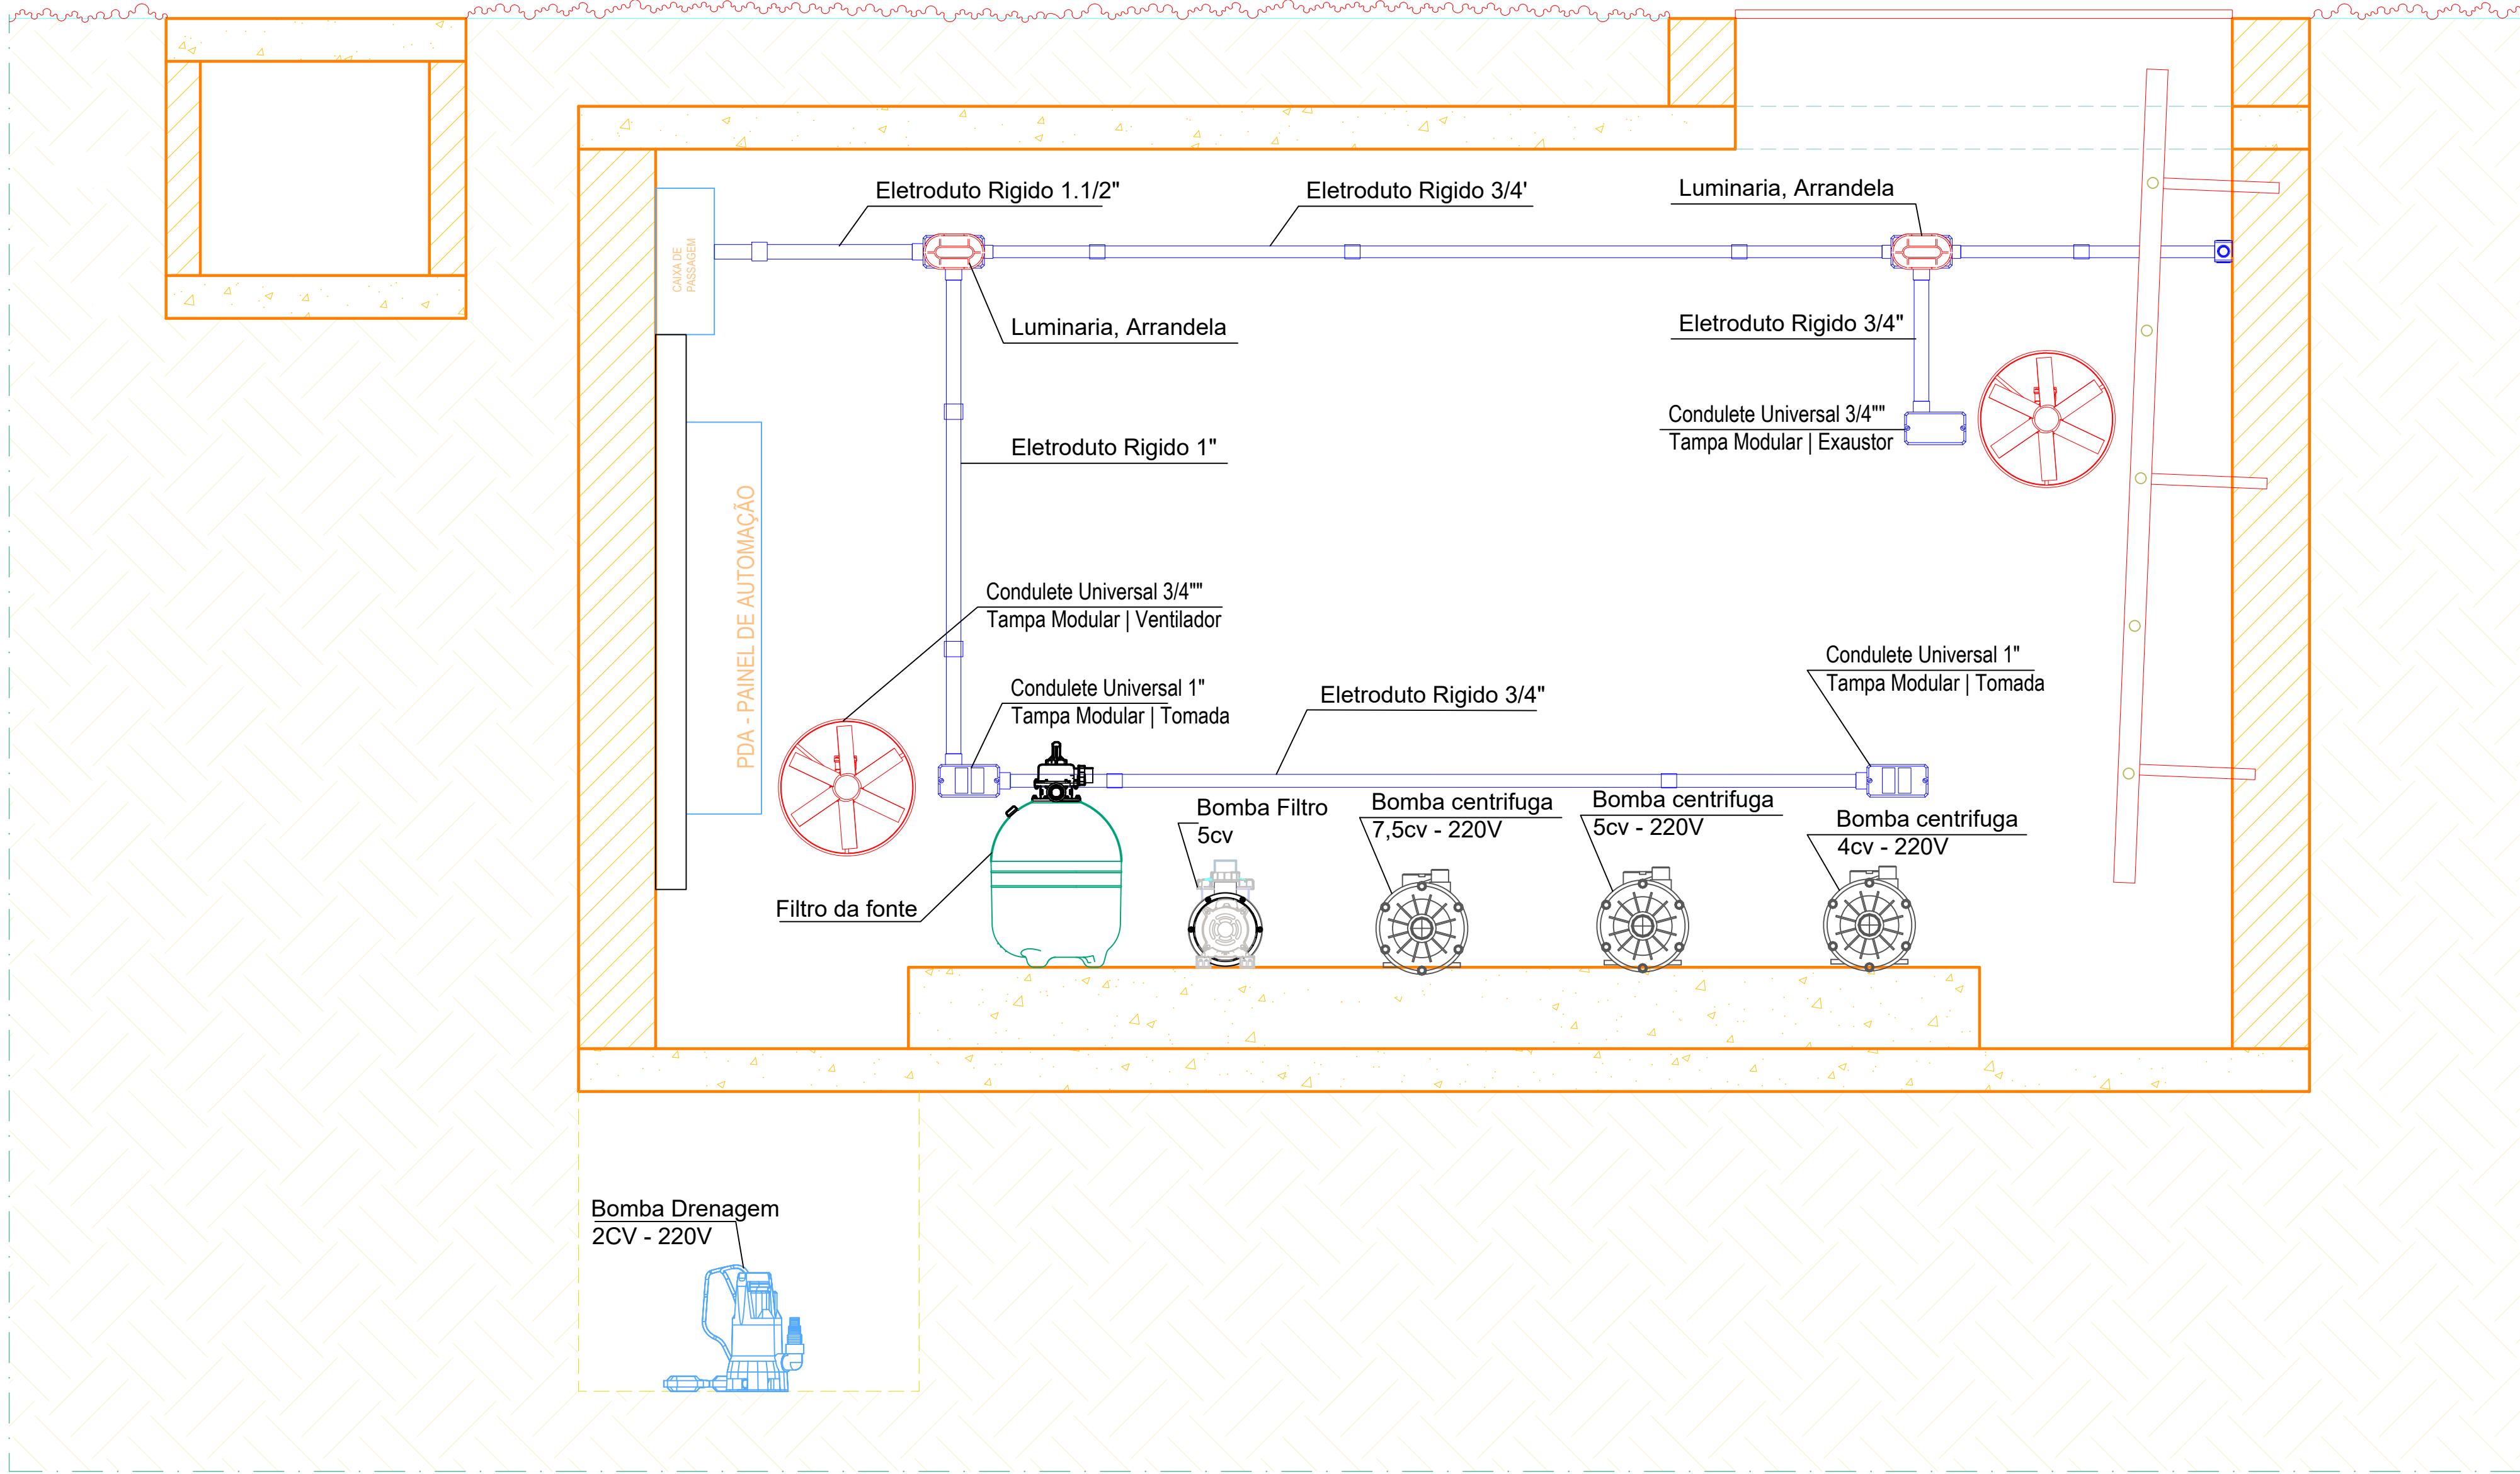 Eletroduto Rigido 1.1/2"
Eletroduto Rigido 3/4'
Luminaria, Arrandela
CAIXA DE
PASSAGEM
Luminaria, Arrandela
Eletroduto Rigido 3/4"
Condulete Universal 3/4""
Tampa Modular | Exaustor
Eletroduto Rigido 1"
PDA - PAINEL DE AUTOMAÇÃO
Condulete Universal 3/4""
Tampa Modular | Ventilador
Condulete Universal 1"
Tampa Modular | Tomada
Eletroduto Rigido 3/4"
Condulete Universal 1"
Tampa Modular | Tomada
Bomba Filtro
5cv
Bomba centrifuga
7,5cv - 220V
Bomba centrifuga
5cv - 220V
Bomba centrifuga
4cv - 220V
Filtro da fonte
Bomba Drenagem
2CV - 220V